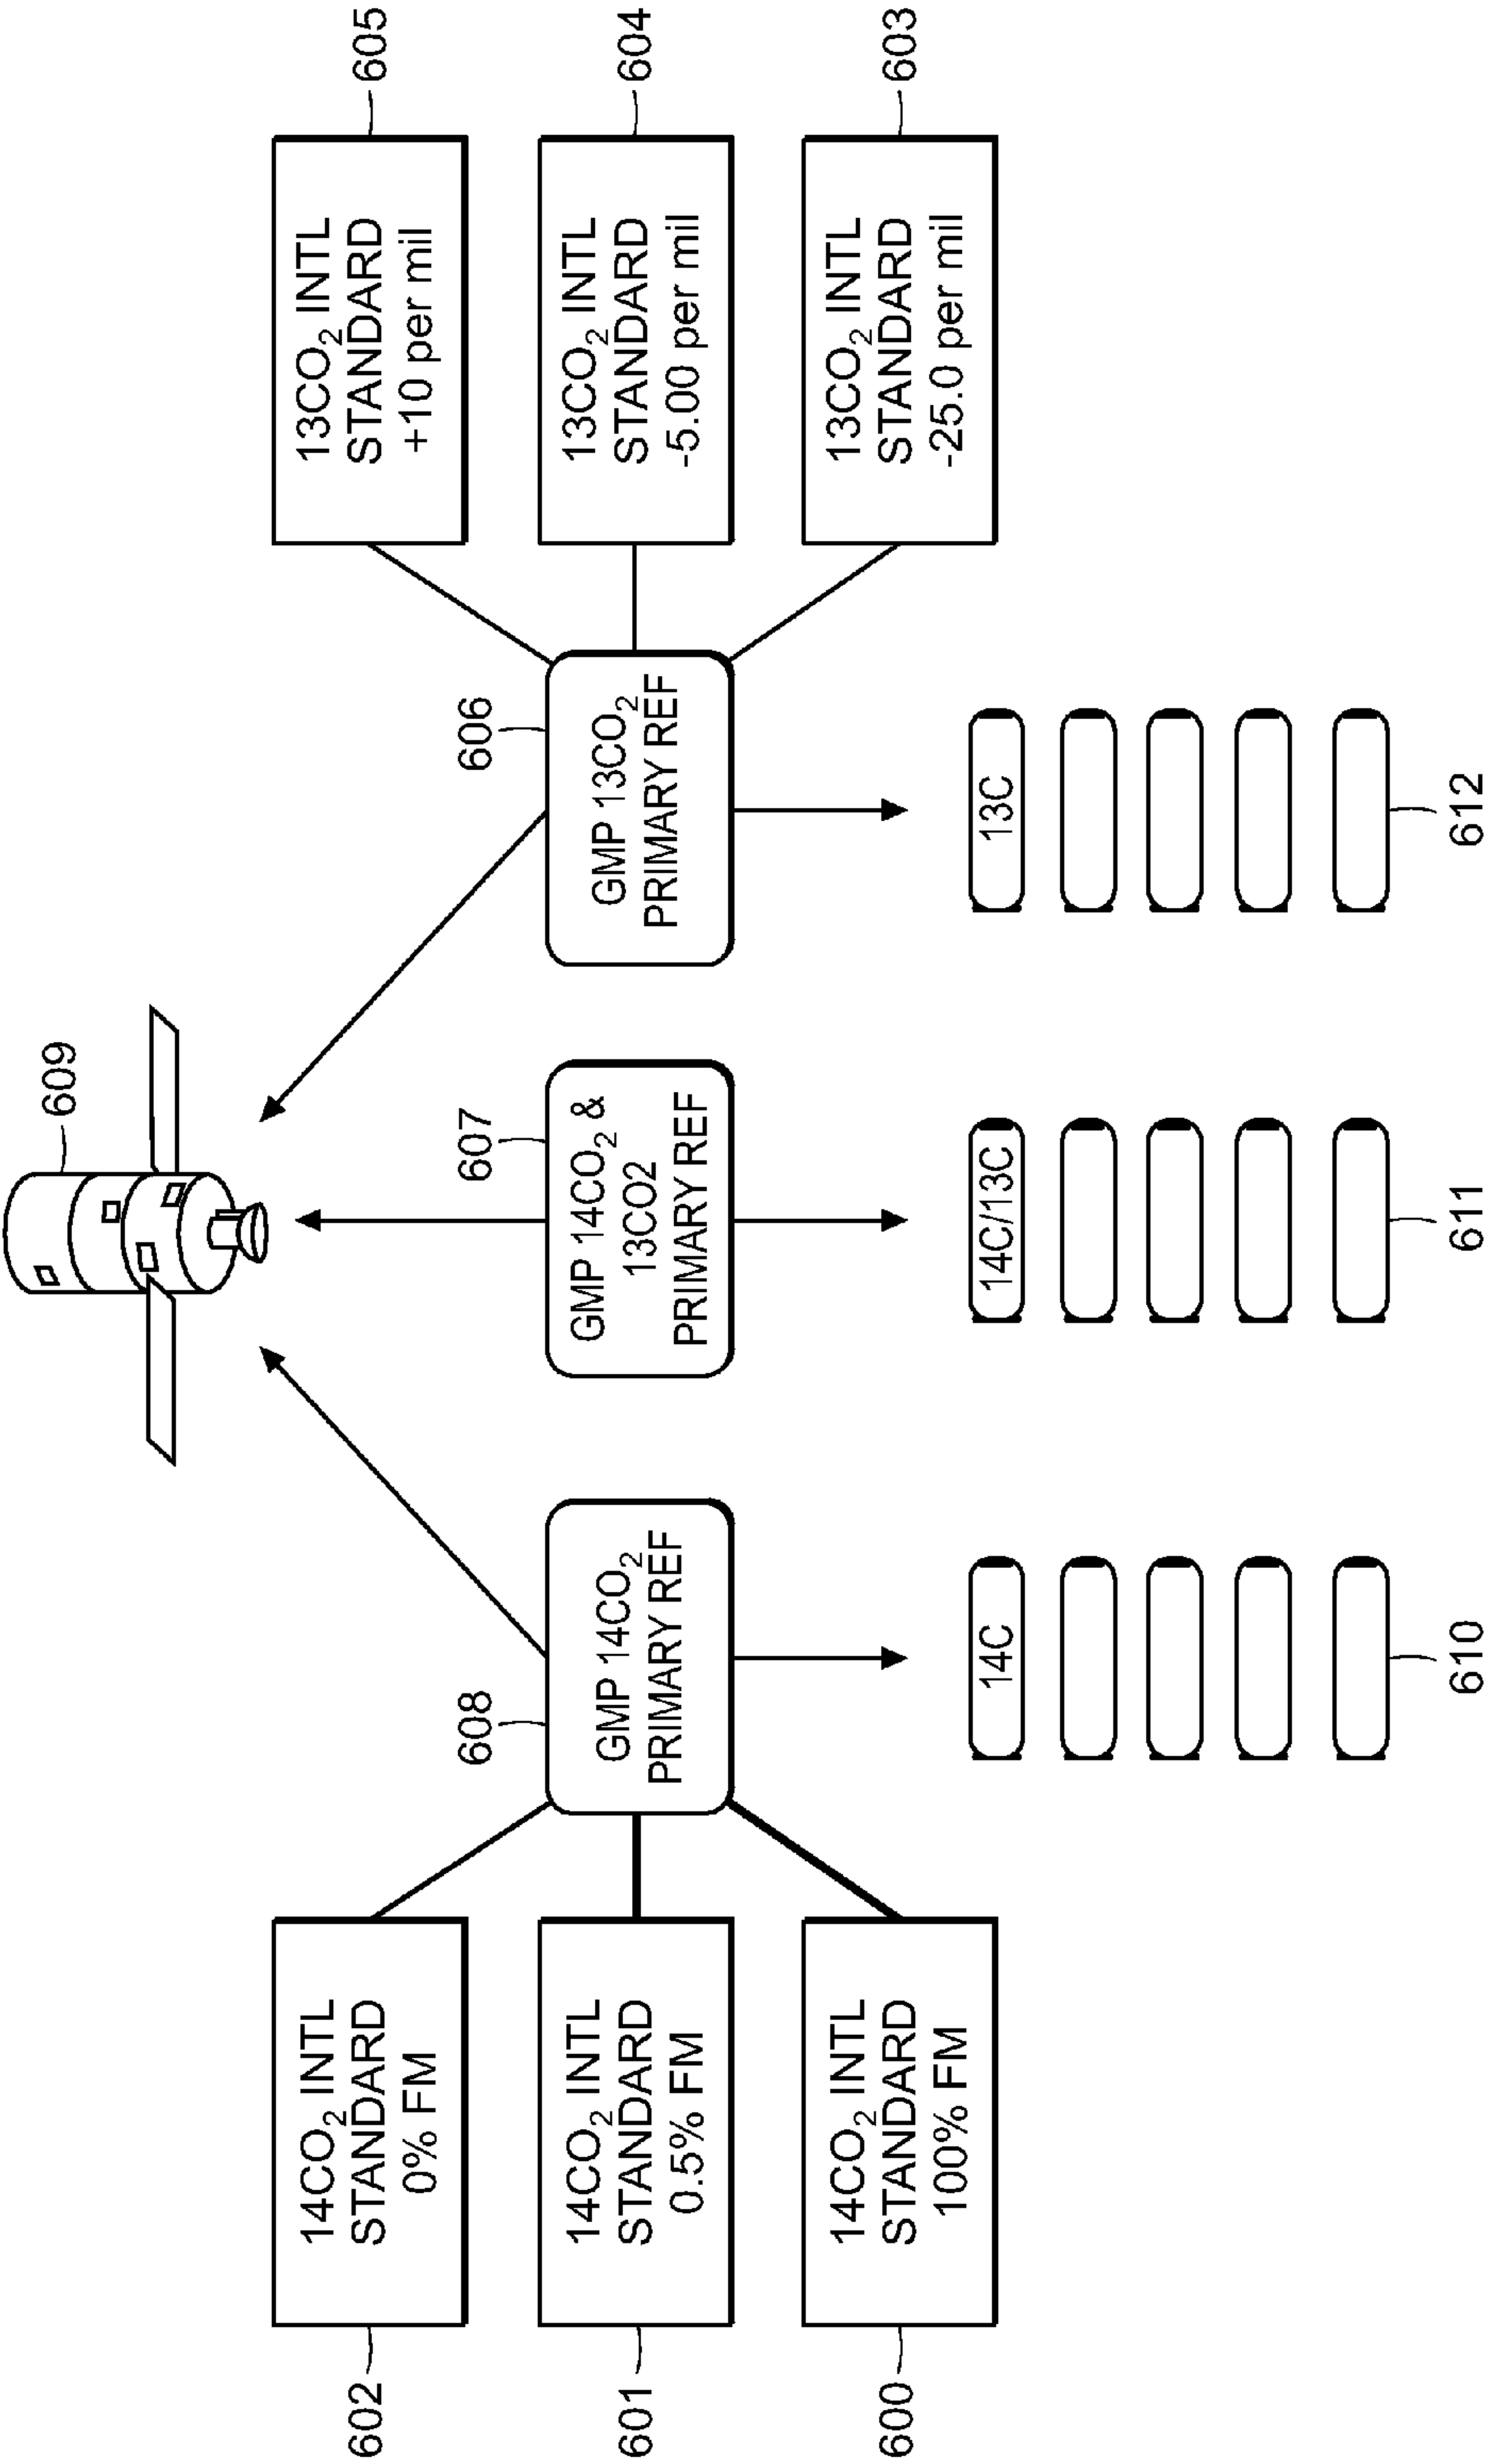 609
602
14CO₂ INTL
STANDARD
0% FM
601
14CO₂ INTL
STANDARD
0.5% FM
600
14CO₂ INTL
STANDARD
100% FM
608
GMP 14CO₂
PRIMARY REF
607
GMP 14CO₂ &
13CO2
PRIMARY REF
606
GMP 13CO₂
PRIMARY REF
13CO₂ INTL
STANDARD
+10 per mil
605
13CO₂ INTL
STANDARD
-5.00 per mil
604
13CO₂ INTL
STANDARD
-25.0 per mil
603
14C
14C/13C
13C
610
611
612